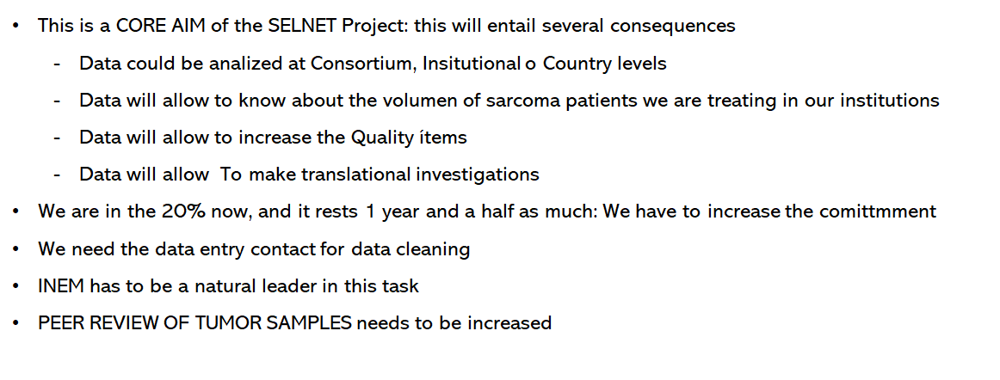 • This is a CORE AIM of the SELNET Project: this will entail several consequences
- Data could be analized at Consortium, Insitutional o Country levels
- Data will allow to know about the volumen of sarcoma patients we are treating in our institutions
- Data will allow to increase the Quality ítems
- Data will allow  To make translational investigations
• We are in the 20% now, and it rests 1 year and a half as much: We have to increase the comittmment
• We need the data entry contact for data cleaning
• INEM has to be a natural leader in this task
• PEER REVIEW OF TUMOR SAMPLES needs to be increased